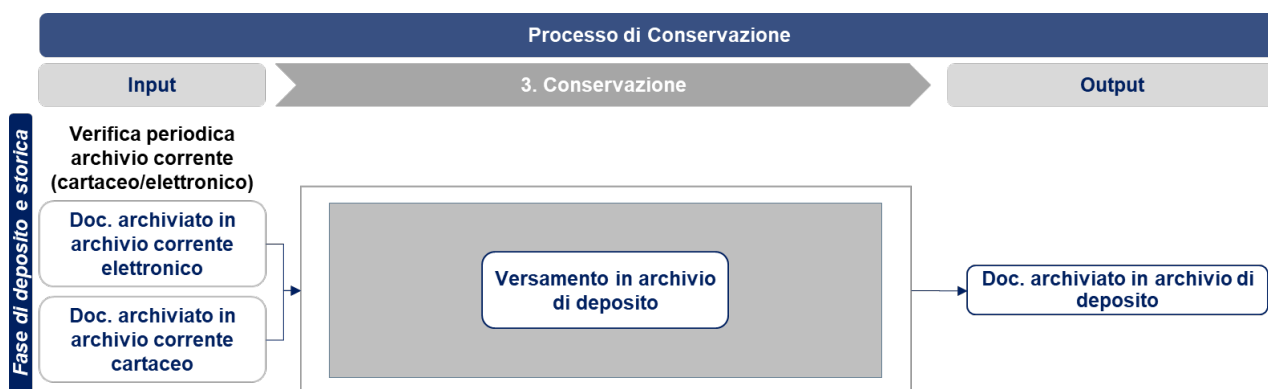 Processo di Conservazione
Input
3. Conservazione
Output
Fase di deposito e storica
Verifica periodica
archivio corrente
(cartaceo/elettronico)
Doc. archiviato in
archivio corrente
elettronico
Doc. archiviato in
archivio corrente
cartaceo
Versamento in archivio
di deposito
Doc. archiviato in archivio di
deposito